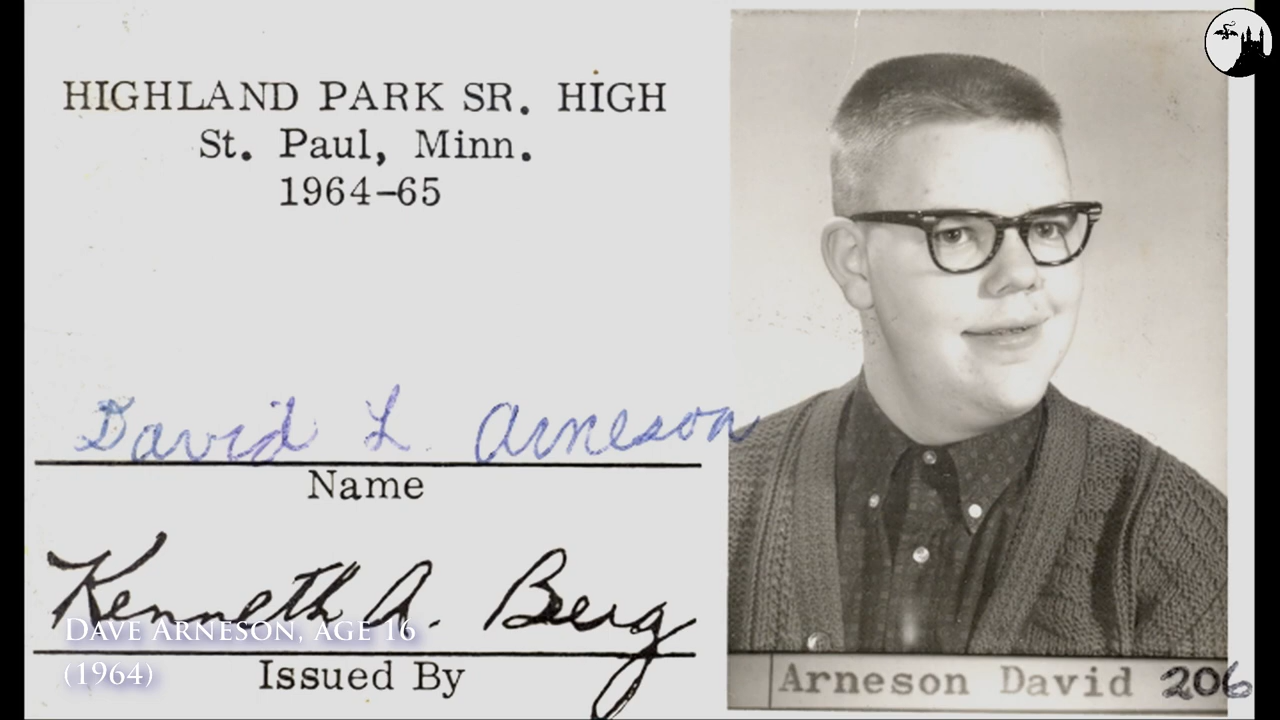 HIGHLAND PARK SR. HIGH
St. Paul, Minn.
1964-65
David L Arneson
Name
Kenneth A. Berg
Issued By
Dave Arneson, age 16
(1964)
Arneson David 206